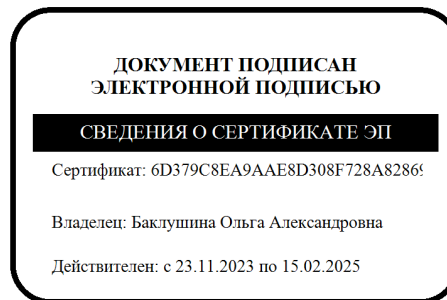 ДОКУМЕНТ ПОДПИСАН
ЭЛЕКТРОННОЙ ПОДПИСЬЮ
СВЕДЕНИЯ О СЕРТИФИКАТЕ ЭП
Сертификат: 6D379C8EA9AAE8D308F728A82869
Владелец: Баклушина Ольга Александровна
Действителен: с 23.11.2023 по 15.02.2025